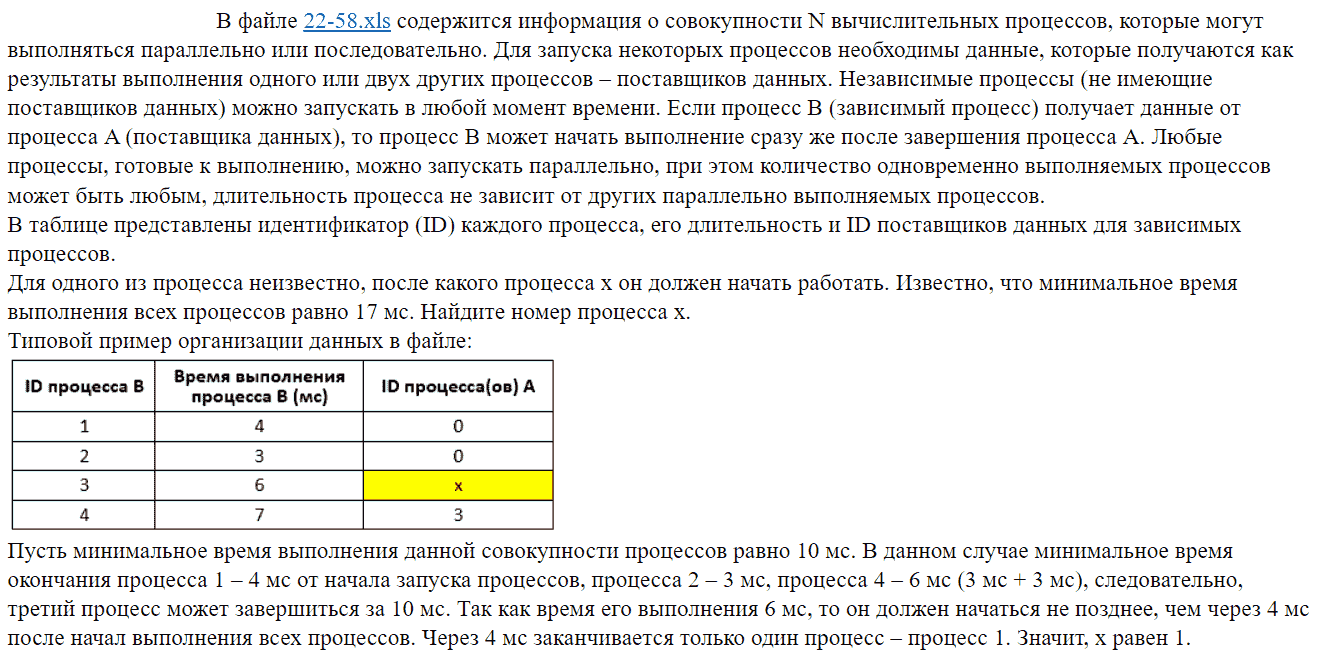 В файле 22-58.xls содержится информация о совокупности N вычислительных процессов, которые могут
выполняться параллельно или последовательно. Для запуска некоторых процессов необходимы данные, которые получаются как
результаты выполнения одного или двух других процессов – поставщиков данных. Независимые процессы (не имеющие
поставщиков данных) можно запускать в любой момент времени. Если процесс B (зависимый процесс) получает данные от
процесса A (поставщика данных), то процесс B может начать выполнение сразу же после завершения процесса A. Любые
процессы, готовые к выполнению, можно запускать параллельно, при этом количество одновременно выполняемых процессов
может быть любым, длительность процесса не зависит от других параллельно выполняемых процессов.
В таблице представлены идентификатор (ID) каждого процесса, его длительность и ID поставщиков данных для зависимых
процессов.
Для одного из процесса неизвестно, после какого процесса x он должен начать работать. Известно, что минимальное время
выполнения всех процессов равно 17 мс. Найдите номер процесса x.
Типовой пример организации данных в файле:
ID процесса B | Время выполнения процесса B (мс) | ID процесса(ов) A
1 | 4 | 0
2 | 3 | 0
3 | 6 | x
4 | 7 | 3
Пусть минимальное время выполнения данной совокупности процессов равно 10 мс. В данном случае минимальное время
окончания процесса 1 – 4 мс от начала запуска процессов, процесса 2 – 3 мс, процесса 4 – 6 мс (3 мс + 3 мс), следовательно,
третий процесс может завершиться за 10 мс. Так как время его выполнения 6 мс, то он должен начаться не позднее, чем через 4 мс
после начал выполнения всех процессов. Через 4 мс заканчивается только один процесс – процесс 1. Значит, x равен 1.